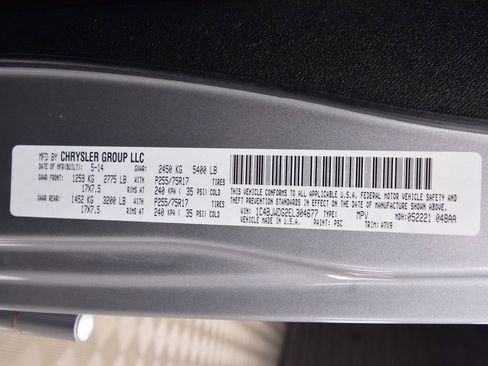 MFD BY CHRYSLER GROUP LLC
DATE OF MFR(BUILT): 5-14 GVWR: 2450 KG 5400 LB
GAWR FRONT: 1259 KG 2775 LB WITH P255/75R17 TIRES
17X7.5 RIMS AT 240 KPA ( 35 PSI) COLD
GAWR REAR: 1452 KG 3200 LB WITH P255/75R17 TIRES
17X7.5 RIMS AT 240 KPA ( 35 PSI) COLD
THIS VEHICLE CONFORMS TO ALL APPLICABLE U.S.A. FEDERAL MOTOR VEHICLE SAFETY
AND THEFT PREVENTION STANDARDS IN EFFECT ON THE DATE OF MANUFACTURE SHOWN ABOVE.
VIN: 1C4BJWDG2EL304677 TYPE: MPV MDH: 052221 048AA
VEHICLE MADE IN U.S.A. PAINT: PSC TRIM: A7X9